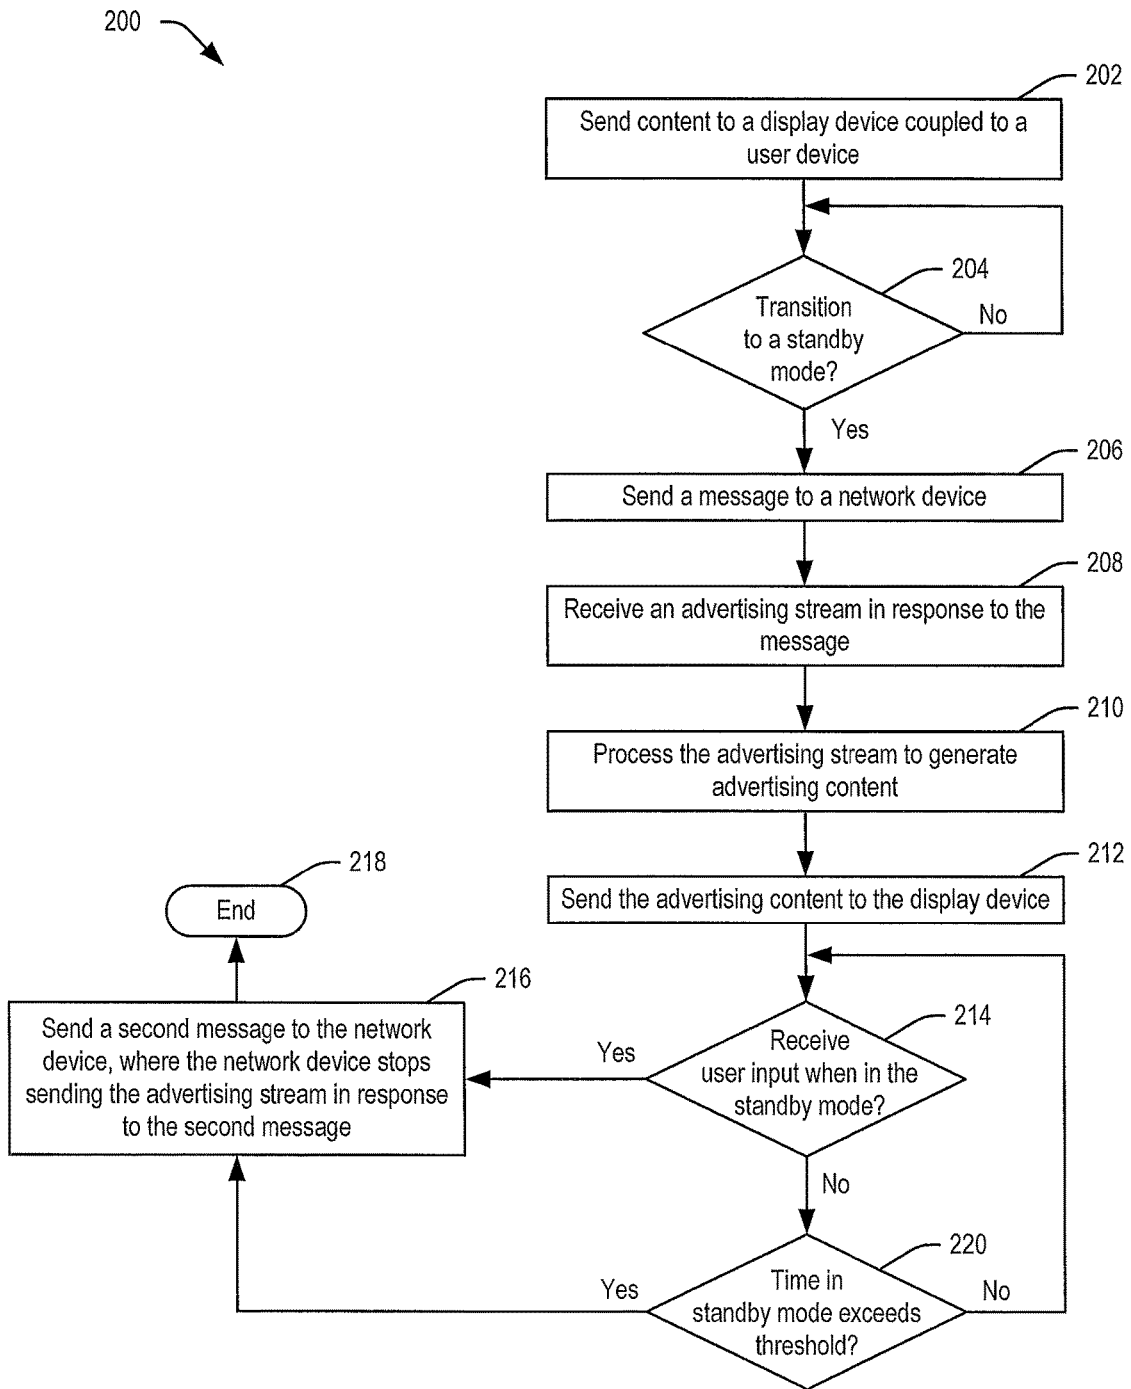 200
202
Send content to a display device coupled to a
user device
204
Transition
to a standby
mode?
No
Yes
206
Send a message to a network device
208
Receive an advertising stream in response to the
message
210
Process the advertising stream to generate
advertising content
212
Send the advertising content to the display device
218
End
216
Send a second message to the network
device, where the network device stops
sending the advertising stream in response
to the second message
214
Receive
user input when in the
standby mode?
Yes
No
220
Time in
standby mode exceeds
threshold?
Yes
No